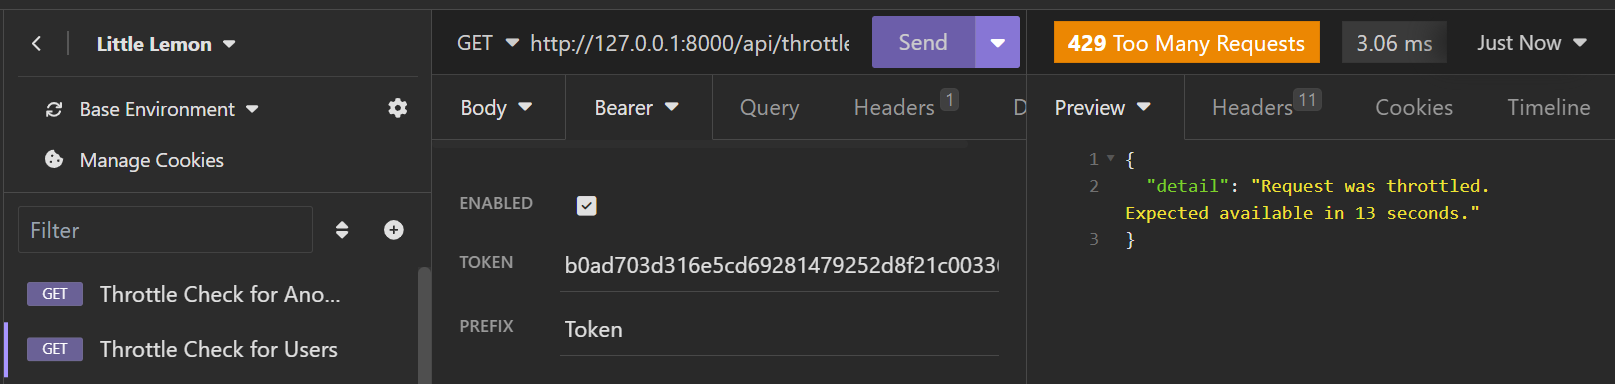 Little Lemon
Base Environment
Manage Cookies
Filter
GET Throttle Check for Ano...
GET Throttle Check for Users
GET http://127.0.0.1:8000/api/throttle Send
Body Bearer Query Headers 1 D
ENABLED
TOKEN b0ad703d316e5cd69281479252d8f21c0033
PREFIX Token
429 Too Many Requests 3.06 ms Just Now
Preview Headers 11 Cookies Timeline
1 {
2 "detail": "Request was throttled.
Expected available in 13 seconds."
3 }